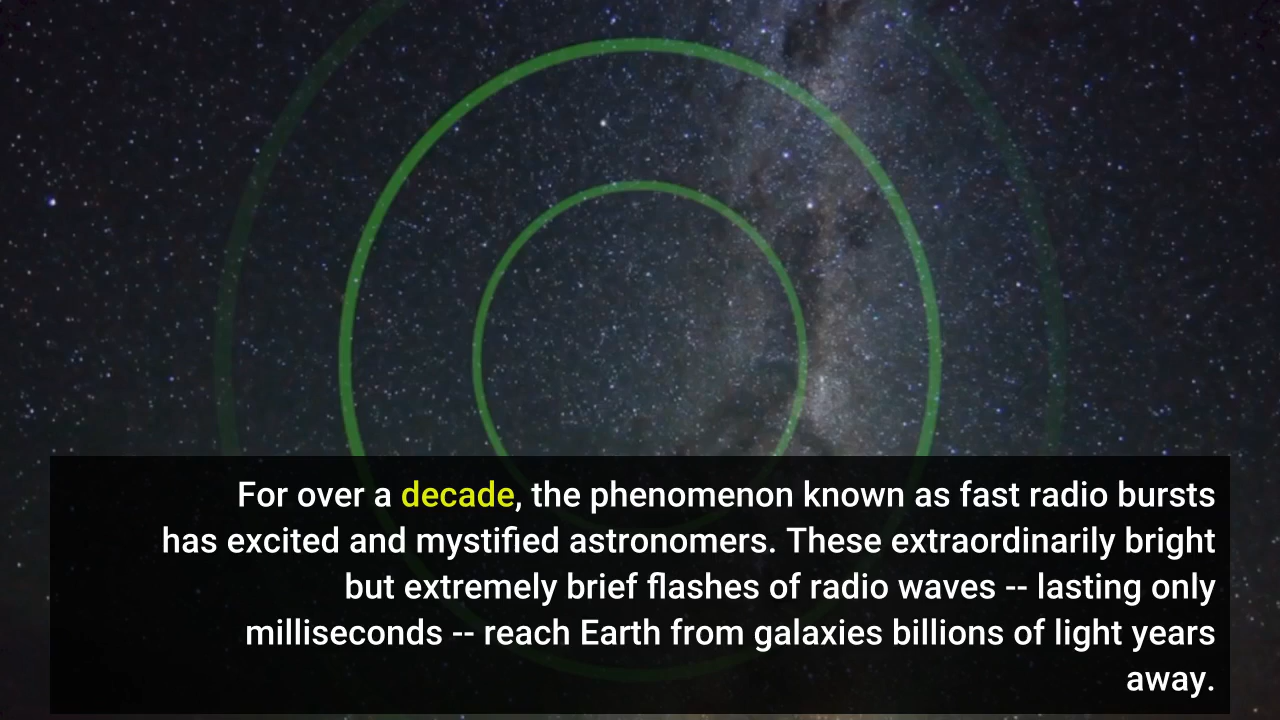 For over a decade, the phenomenon known as fast radio bursts
has excited and mystified astronomers. These extraordinarily bright
but extremely brief flashes of radio waves -- lasting only
milliseconds -- reach Earth from galaxies billions of light years
away.